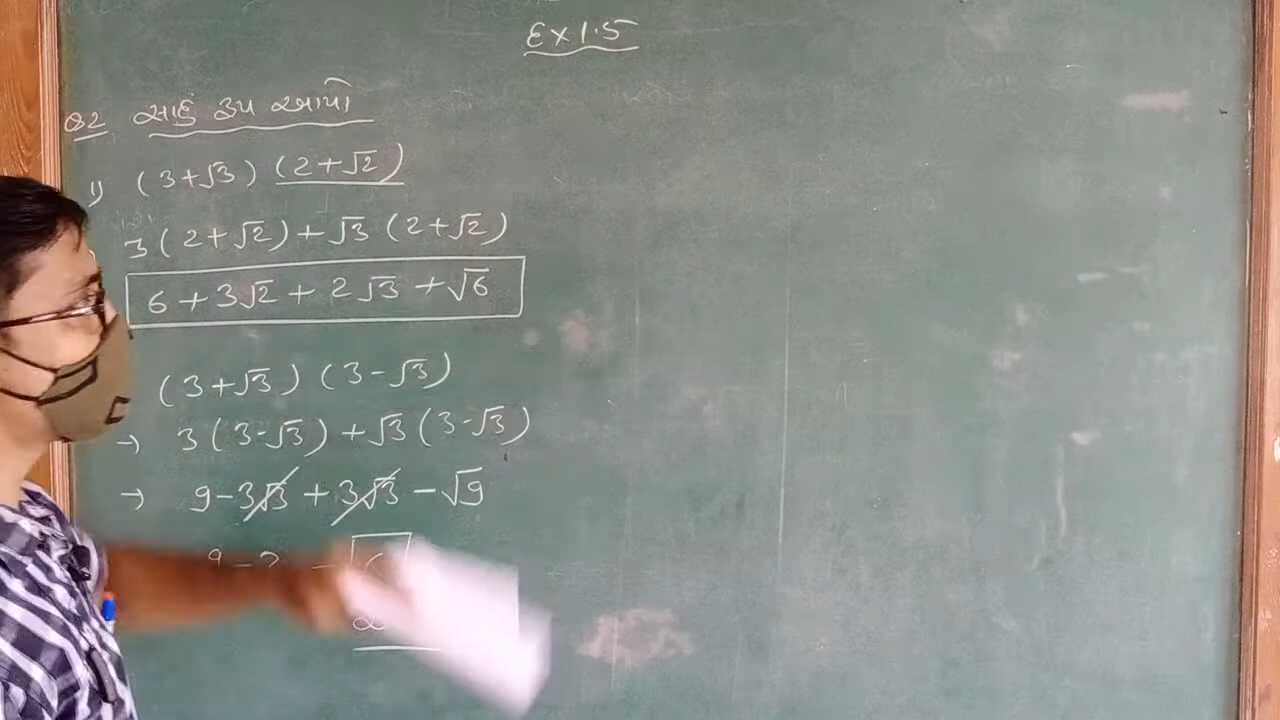 Ex 1.5
Q2 સાદું રૂપ આપો
1) (3+√3) (2+√2)
3(2+√2)+√3(2+√2)
6+3√2+2√3+√6
(3+√3)(3-√3)
→ 3(3-√3)+√3(3-√3)
→ 9-3√3+3√3-√9
9-3